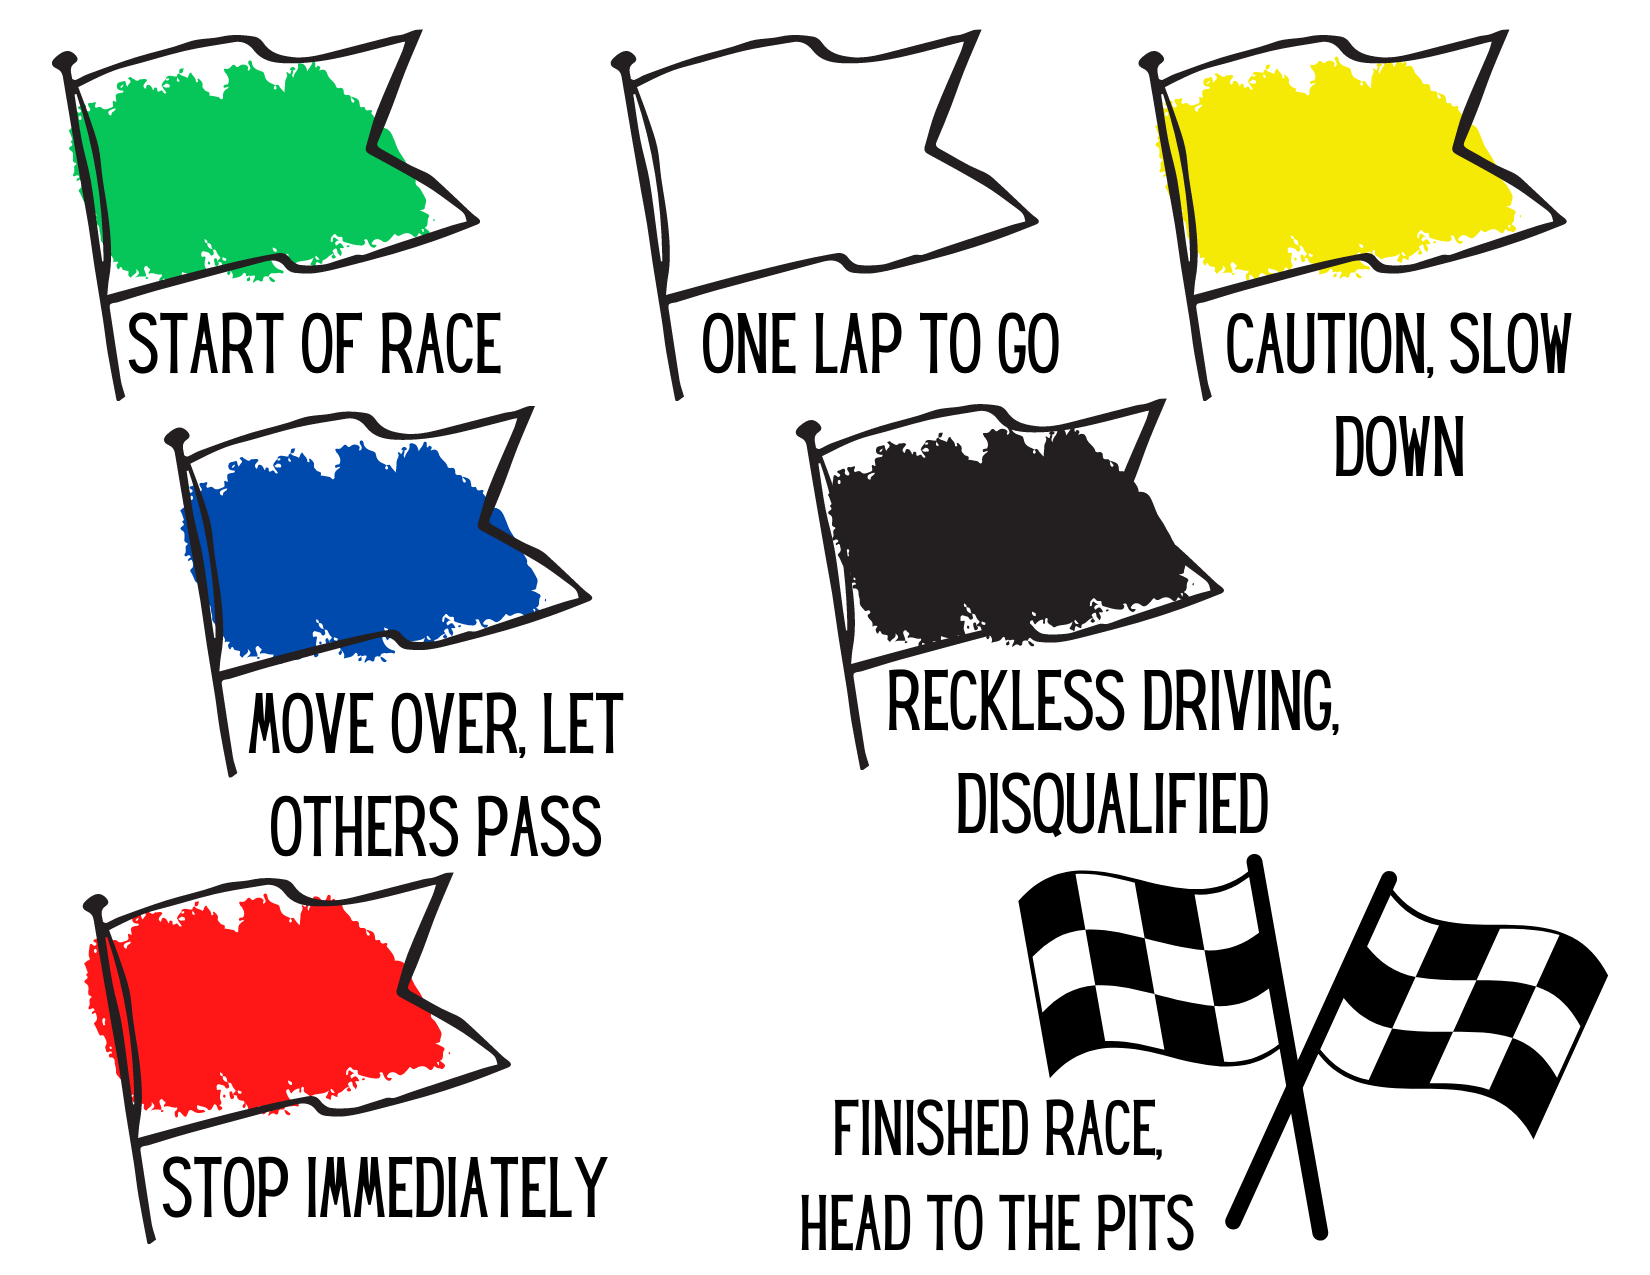 START OF RACE
ONE LAP TO GO
CAUTION, SLOW
DOWN
MOVE OVER, LET
OTHERS PASS
RECKLESS DRIVING,
DISQUALIFIED
STOP IMMEDIATELY
FINISHED RACE,
HEAD TO THE PITS